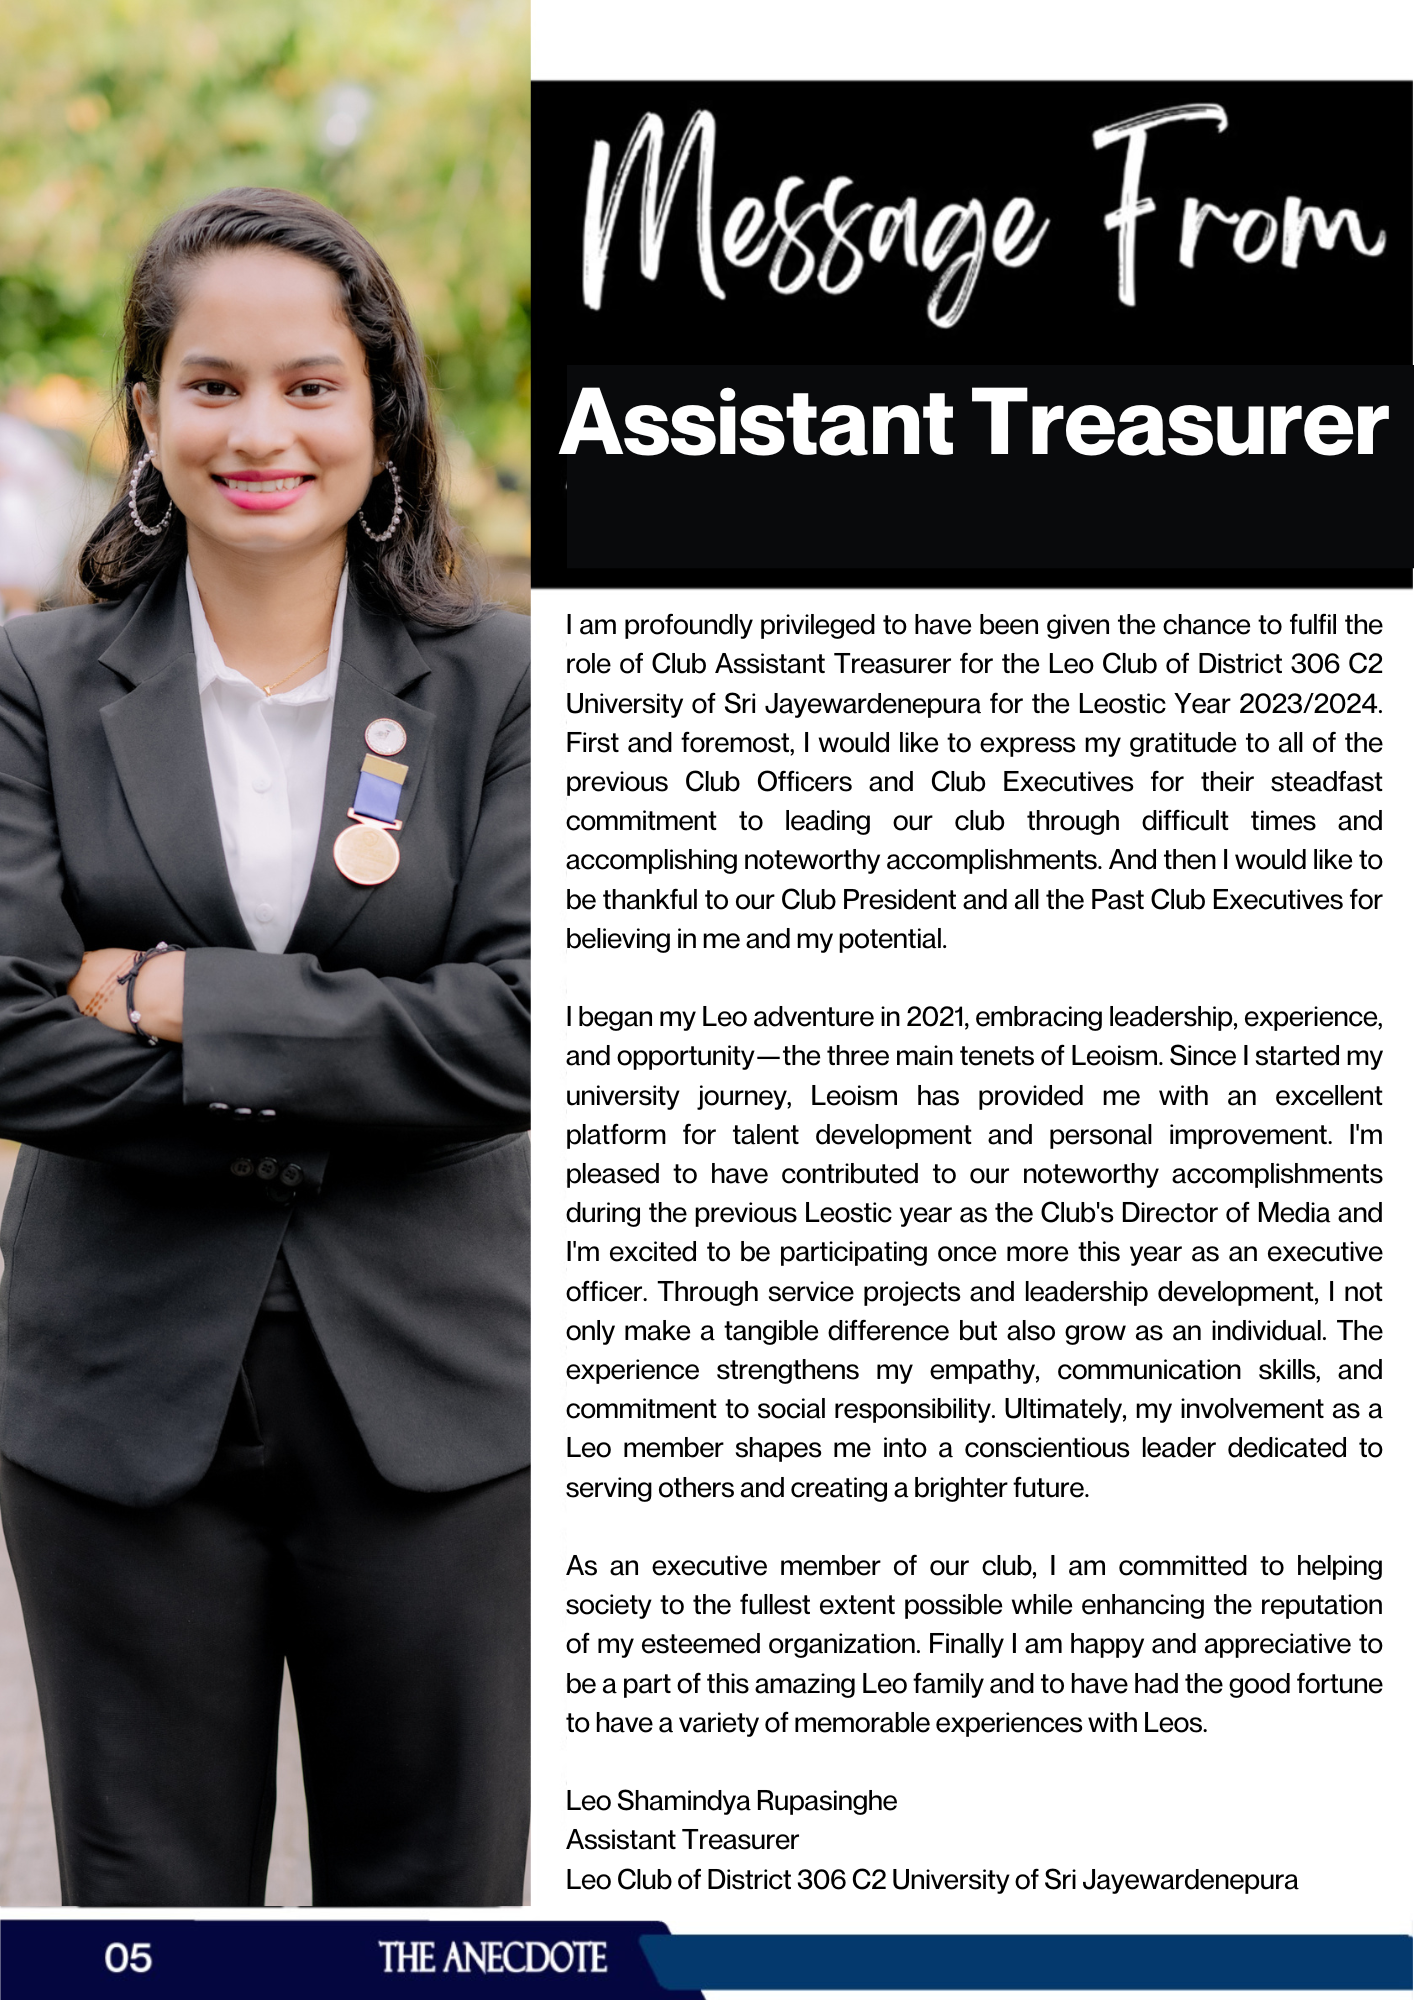 Message From
Assistant Treasurer
I am profoundly privileged to have been given the chance to fulfil the
role of Club Assistant Treasurer for the Leo Club of District 306 C2
University of Sri Jayewardenepura for the Leostic Year 2023/2024.
First and foremost, I would like to express my gratitude to all of the
previous Club Officers and Club Executives for their steadfast
commitment to leading our club through difficult times and
accomplishing noteworthy accomplishments. And then I would like to
be thankful to our Club President and all the Past Club Executives for
believing in me and my potential.
I began my Leo adventure in 2021, embracing leadership, experience,
and opportunity—the three main tenets of Leoism. Since I started my
university journey, Leoism has provided me with an excellent
platform for talent development and personal improvement. I'm
pleased to have contributed to our noteworthy accomplishments
during the previous Leostic year as the Club's Director of Media and
I'm excited to be participating once more this year as an executive
officer. Through service projects and leadership development, I not
only make a tangible difference but also grow as an individual. The
experience strengthens my empathy, communication skills, and
commitment to social responsibility. Ultimately, my involvement as a
Leo member shapes me into a conscientious leader dedicated to
serving others and creating a brighter future.
As an executive member of our club, I am committed to helping
society to the fullest extent possible while enhancing the reputation
of my esteemed organization. Finally I am happy and appreciative to
be a part of this amazing Leo family and to have had the good fortune
to have a variety of memorable experiences with Leos.
Leo Shamindya Rupasinghe
Assistant Treasurer
Leo Club of District 306 C2 University of Sri Jayewardenepura
05
THE ANECDOTE